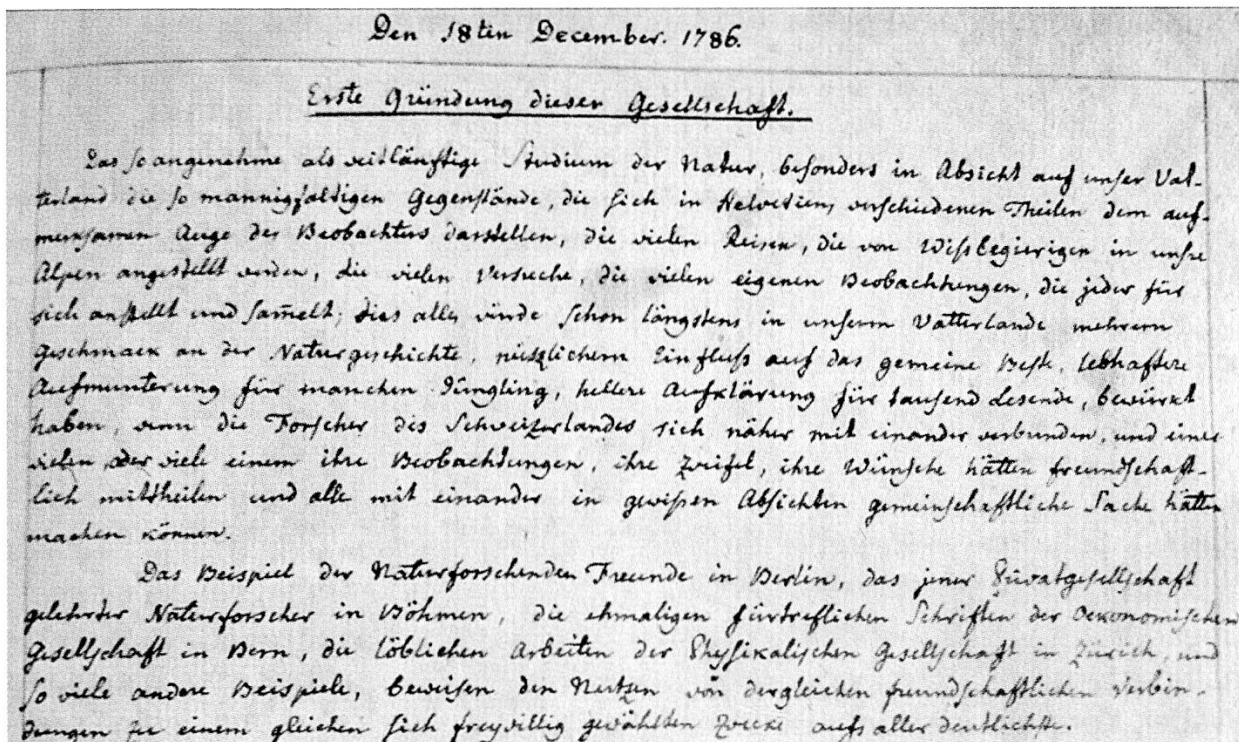 Den 18ten December. 1786.
Erste Gründung dieser Gesellschaft.
Das so angenehme als weitläuftige Studium der Natur, besonders in Absicht auf unser Vat-
terland die so mannigfaltigen Gegenstände, die sich in Helvetiens verschiedenen Theilen dem auf-
merksamen Auge des Beobachters darstellen, die vielen Reisen, die von Wissbegierigen in unsre
Alpen angestellt werden, die vielen Versuche, die vielen eigenen Beobachtungen, die jeder für
sich anstellt und sam̄elt; dies alles würde schon längstens in unserm Vatterlande mehrern
Geschmack an der Naturgeschichte, nützlichern Einfluss auf das gemeine Beste, lebhaftere
Aufmunterung für manchen Jüngling, hellere Aufklärung für tausend Lesende, bewürkt
haben, wenn die Forscher des Schweizerlandes sich näher mit einander verbunden, und einer
vielen oder viele einem ihre Beobachtungen, ihre Zweifel, ihre Wünsche hätten freundschaft-
lich mittheilen und alle mit einander in gewissen Absichten gemeinschaftliche Sache hätten
machen können.
Das Beispiel der Naturforschenden Freunde in Berlin, das jener Privatgesellschaft
gelehrter Naturforscher in Böhmen, die ehmaligen fürtreflichen Schriften der Oekonomischen
Gesellschaft in Bern, die löblichen Arbeiten der Physikalischen Gesellschaft in Zürich, und
so viele andere Beispiele, beweisen den Nutzen von dergleichen freundschaftlichen Verbin-
dungen zu einem gleichen sich freywillig gewählten Zwecke aufs aller deutlichste.